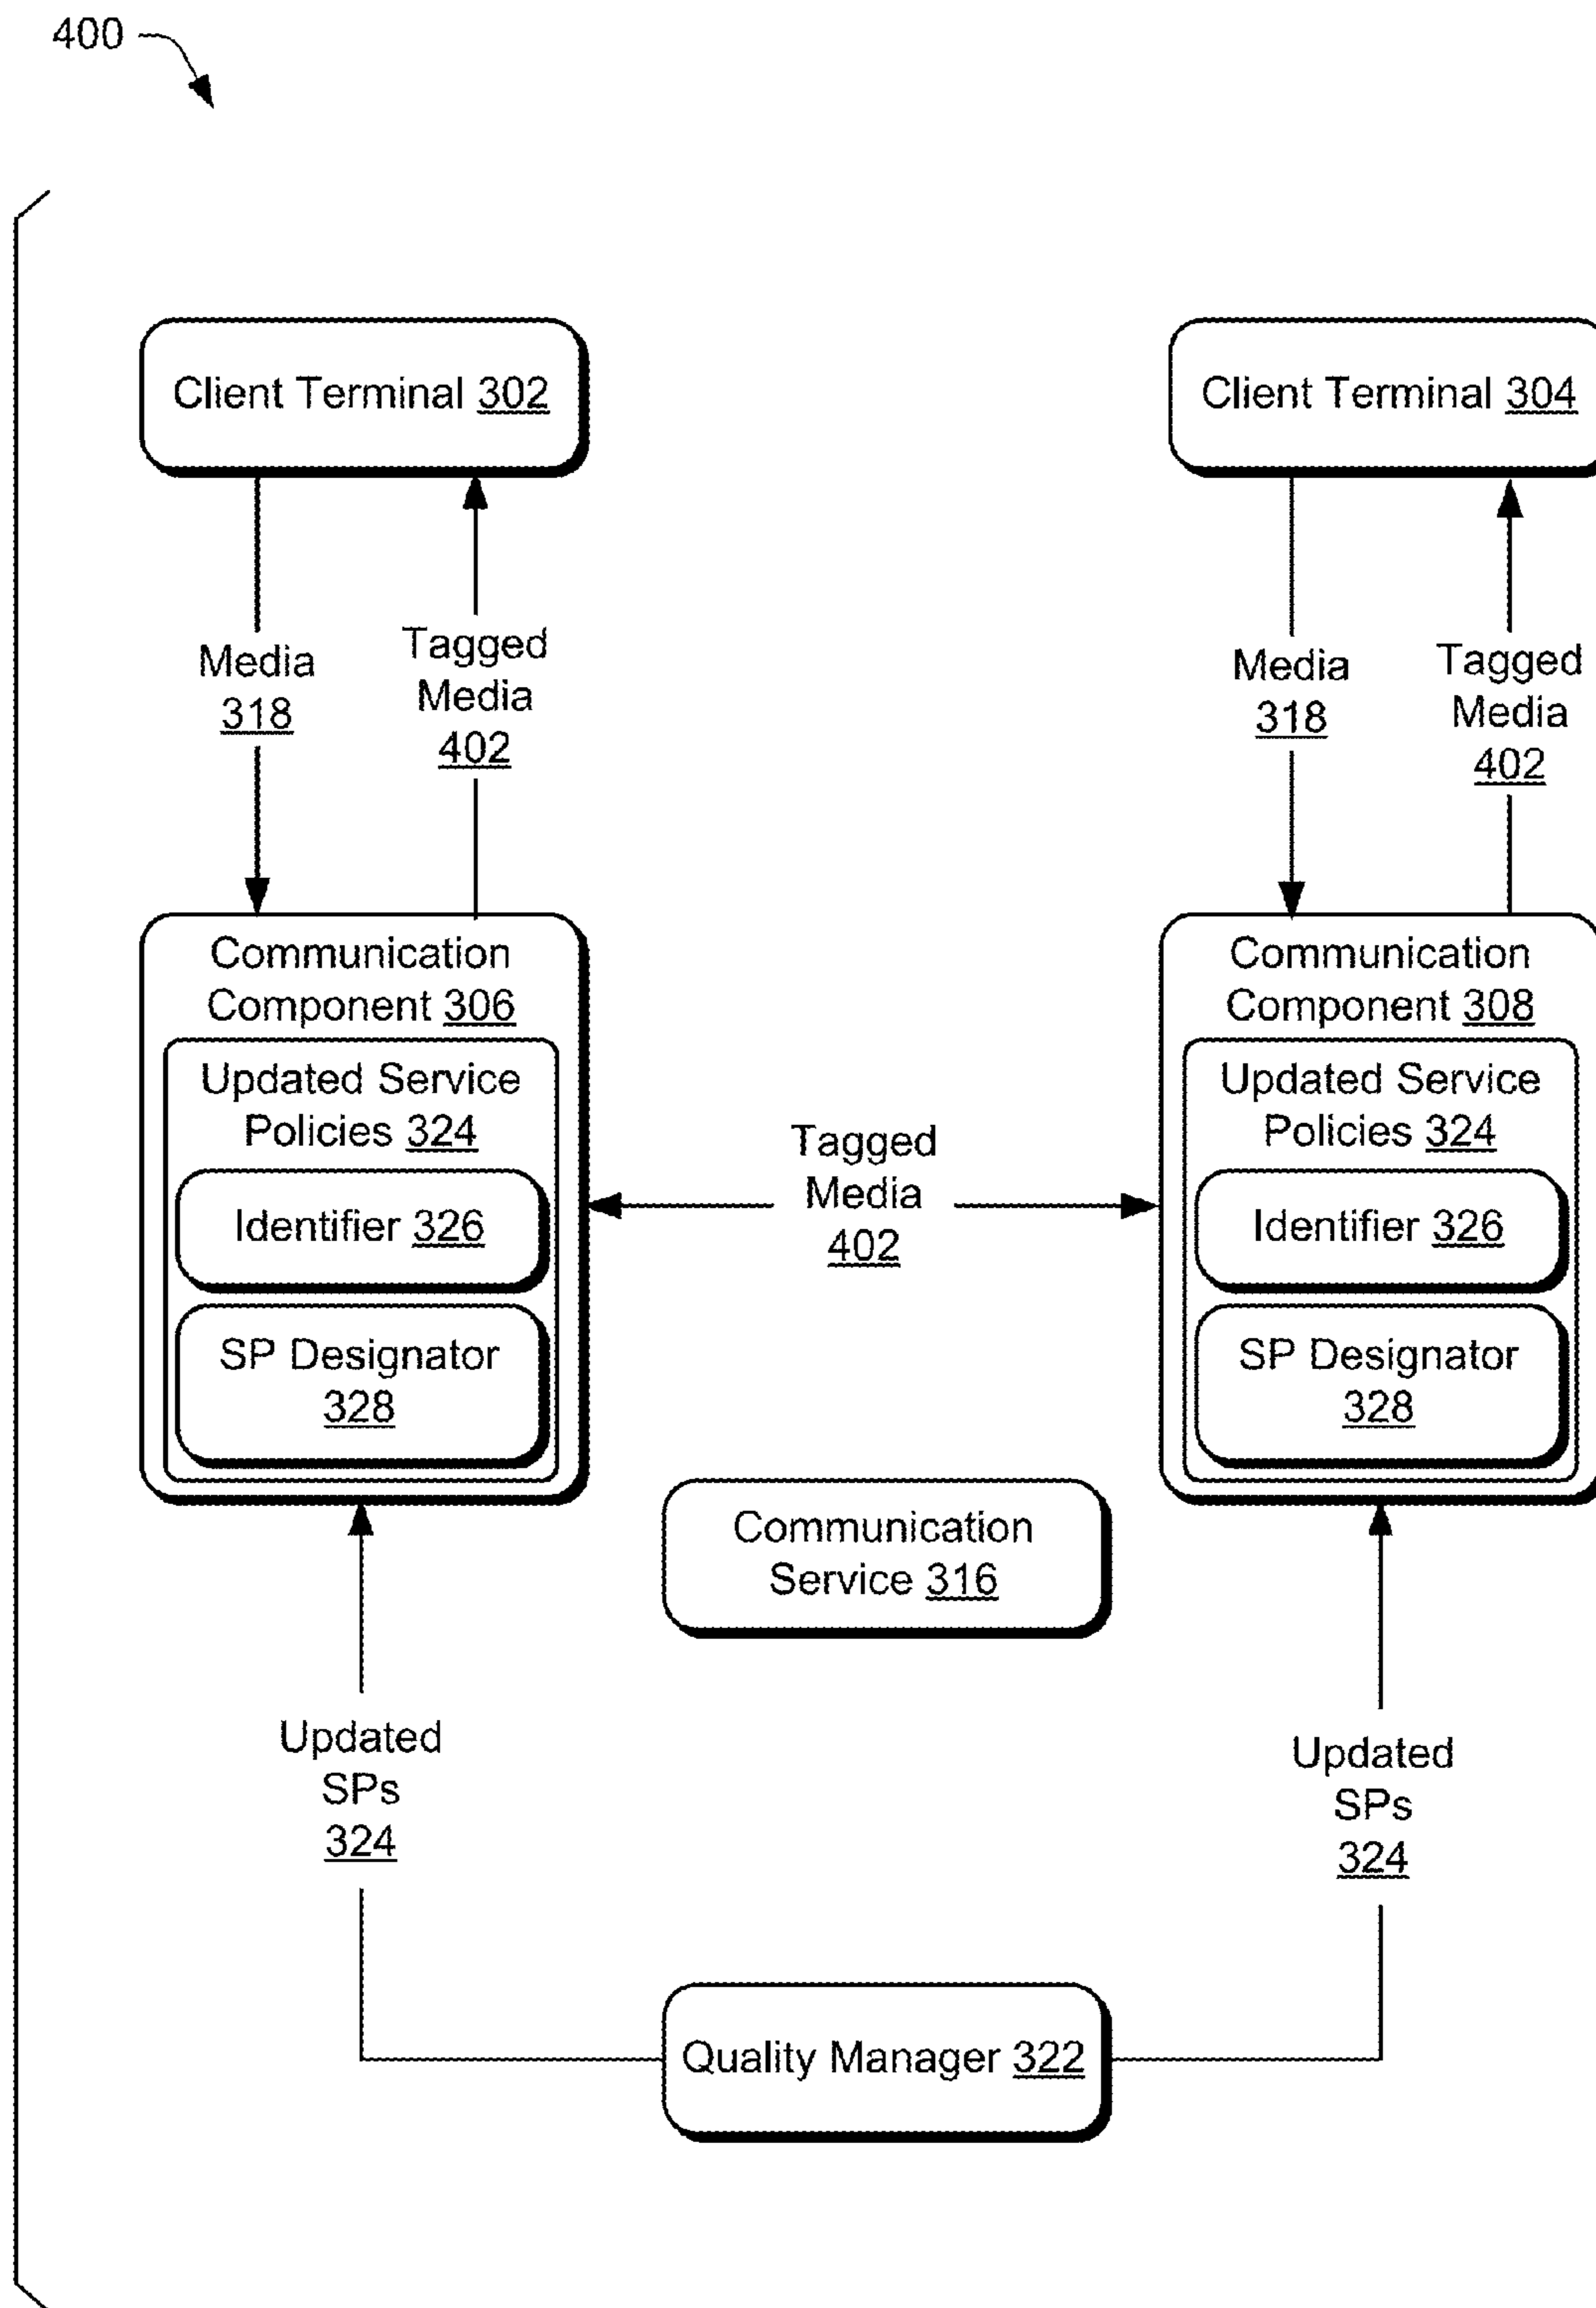 400
Client Terminal 302
Client Terminal 304
Media
318
Tagged
Media
402
Media
318
Tagged
Media
402
Communication
Component 306
Updated Service
Policies 324
Identifier 326
SP Designator
328
Tagged
Media
402
Communication
Component 308
Updated Service
Policies 324
Identifier 326
SP Designator
328
Communication
Service 316
Updated
SPs
324
Updated
SPs
324
Quality Manager 322